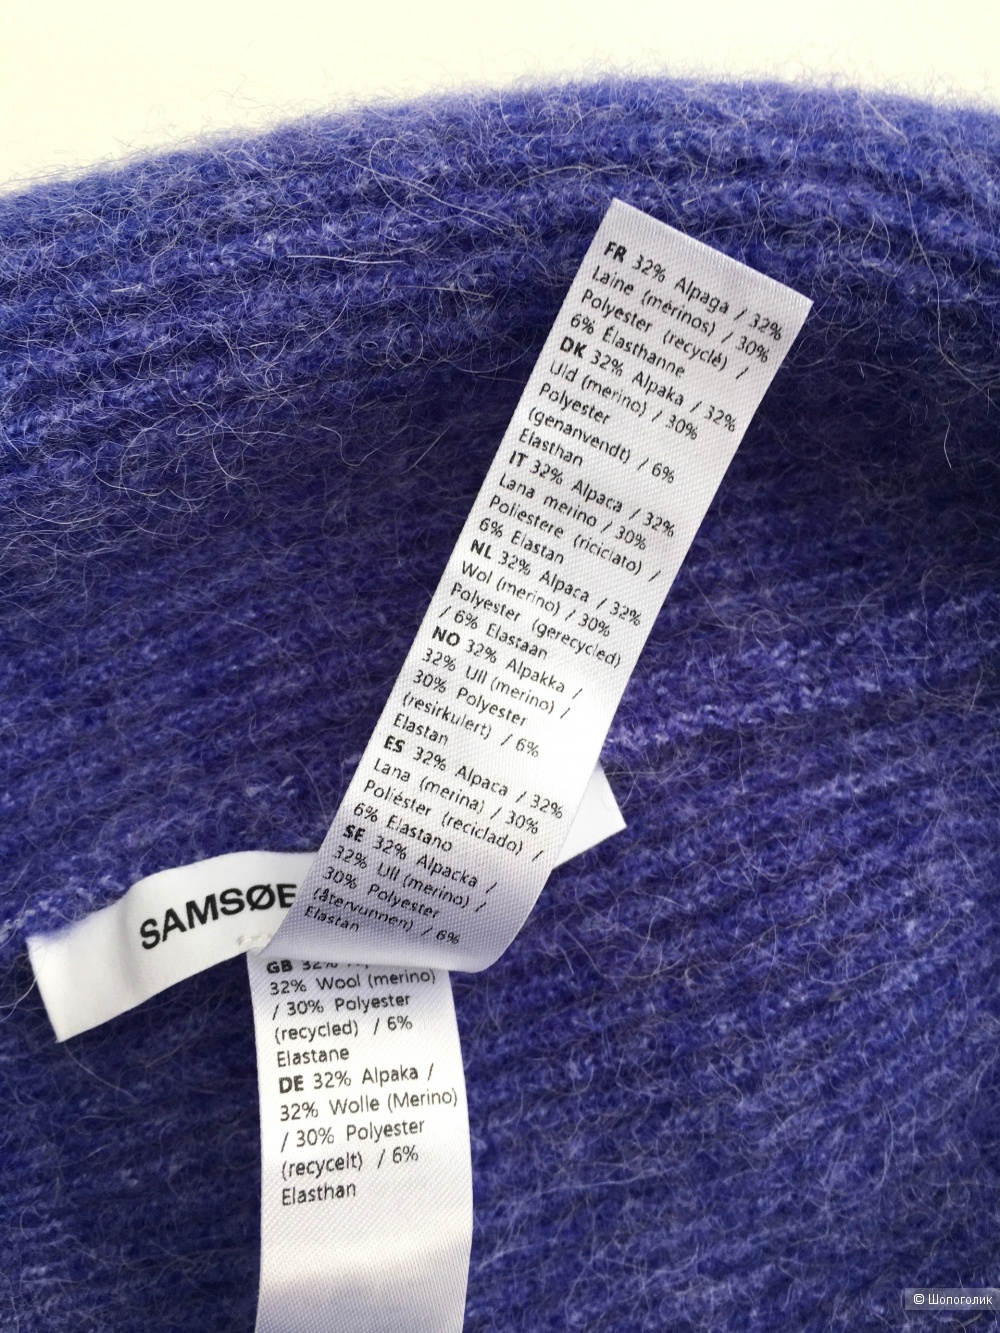 FR 32% Alpaga / 32%
Laine (mérinos) / 30%
Polyester (recyclé) /
6% Élasthanne
DK 32% Alpaka / 32%
Uld (merino) / 30%
Polyester
(genanvendt) / 6%
Elasthan
IT 32% Alpaca / 32%
Lana merino / 30%
Poliestere (riciclato) /
6% Elastan
NL 32% Alpaca / 32%
Wol (merino) / 30%
Polyester (gerecycled)
/ 6% Elastaan
NO 32% Alpakka /
32% Ull (merino) /
30% Polyester
(resirkulert) / 6%
Elastan
ES 32% Alpaca / 32%
Lana (merina) / 30%
Poliéster (reciclado) /
6% Elastano
SE 32% Alpacka /
32% Ull (merino) /
30% Polyester
(återvunnen) / 6%
Elastan
SAMSØE
GB 32%
32% Wool (merino)
/ 30% Polyester
(recycled) / 6%
Elastane
DE 32% Alpaka /
32% Wolle (Merino)
/ 30% Polyester
(recycelt) / 6%
Elasthan
© Шопоголик